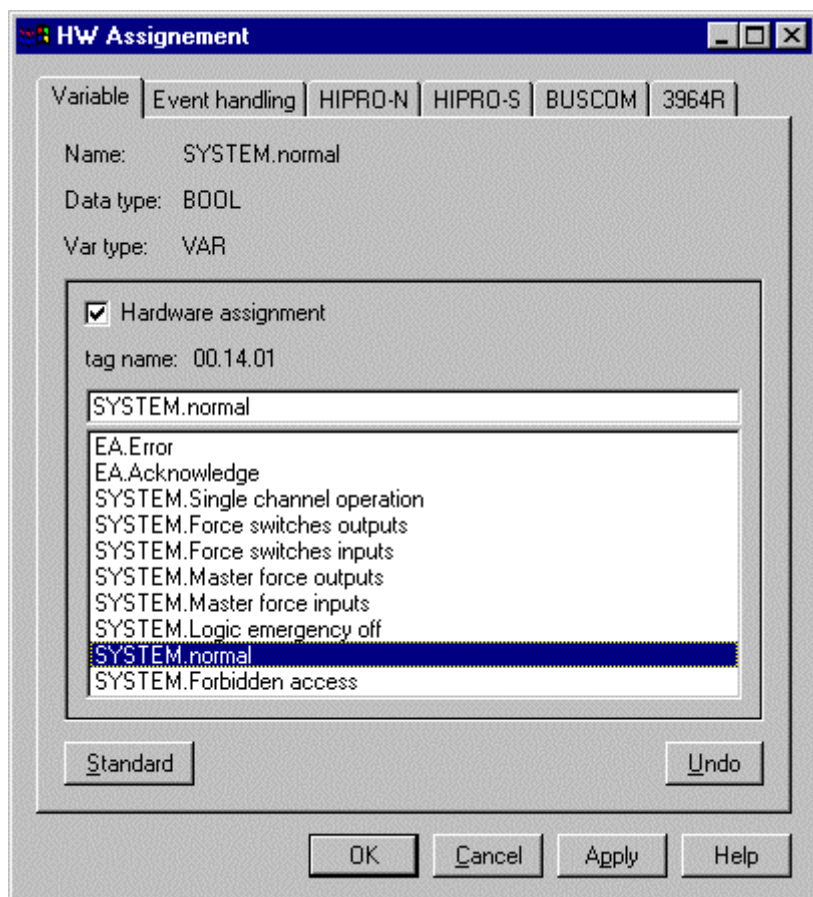 HW Assignement
Variable Event handling HIPRO-N HIPRO-S BUSCOM 3964R
Name: SYSTEM.normal
Data type: BOOL
Var type: VAR
Hardware assignment
tag name: 00.14.01
SYSTEM.normal
EA.Error
EA.Acknowledge
SYSTEM.Single channel operation
SYSTEM.Force switches outputs
SYSTEM.Force switches inputs
SYSTEM.Master force outputs
SYSTEM.Master force inputs
SYSTEM.Logic emergency off
SYSTEM.normal
SYSTEM.Forbidden access
Standard Undo
OK Cancel Apply Help